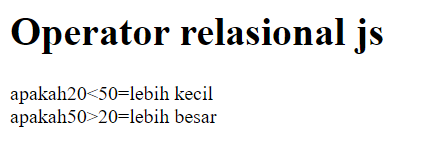 Operator relasional js
apakah20<50=lebih kecil
apakah50>20=lebih besar